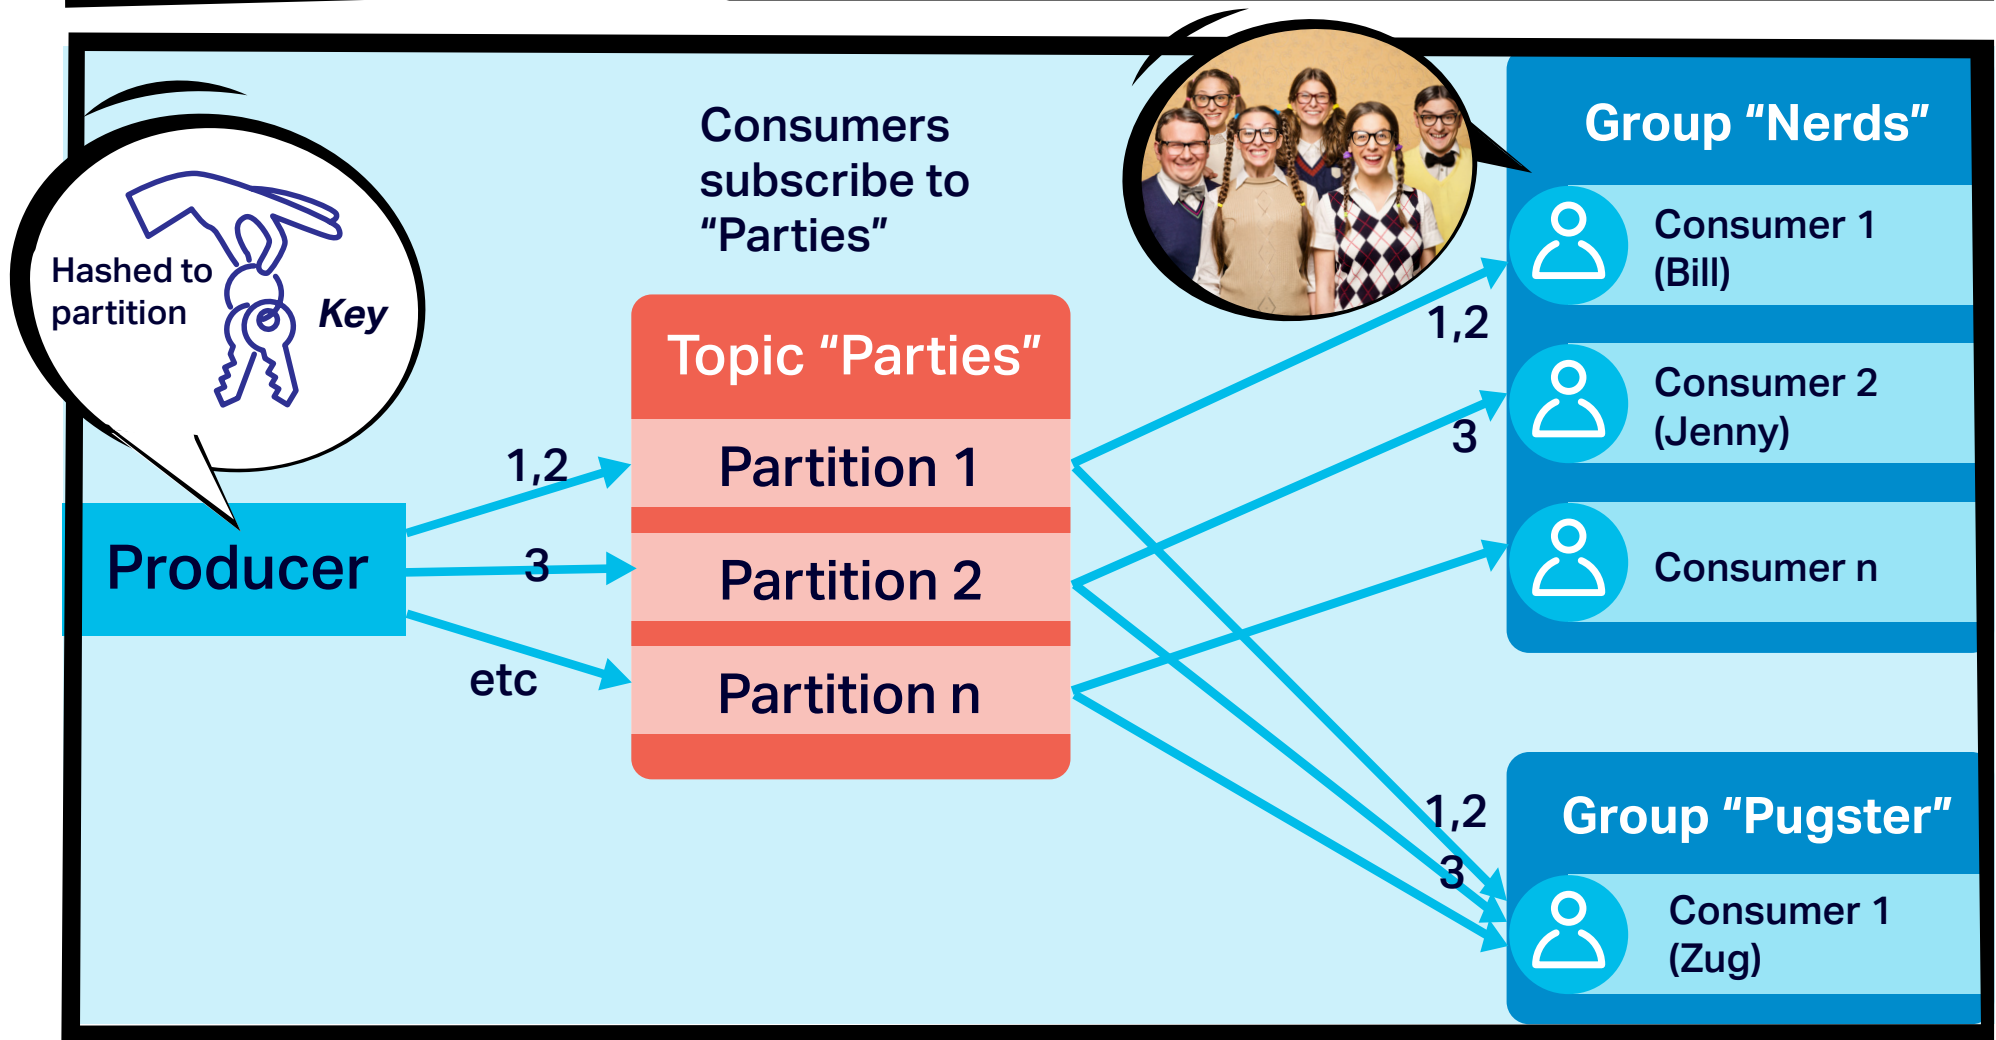 Hashed to
partition
Key
Producer
1,2
3
etc
Consumers
subscribe to
“Parties”
Topic “Parties”
Partition 1
Partition 2
Partition n
1,2
3
1,2
3
Group “Nerds”
Consumer 1
(Bill)
Consumer 2
(Jenny)
Consumer n
Group “Pugster”
Consumer 1
(Zug)